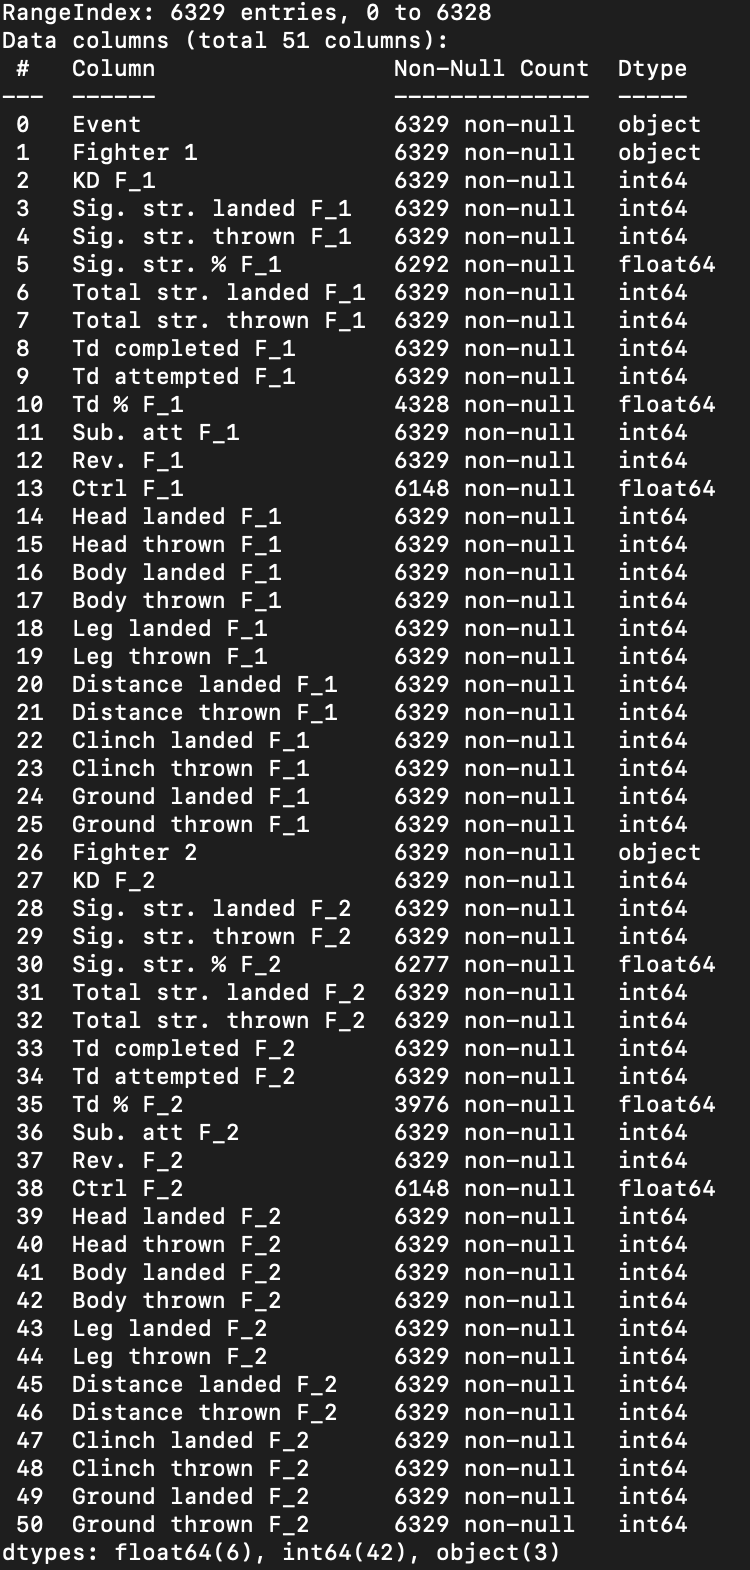 RangeIndex: 6329 entries, 0 to 6328
Data columns (total 51 columns):
 #   Column                 Non-Null Count  Dtype
---  ------                 --------------  -----
 0   Event                  6329 non-null   object
 1   Fighter 1              6329 non-null   object
 2   KD F_1                 6329 non-null   int64
 3   Sig. str. landed F_1   6329 non-null   int64
 4   Sig. str. thrown F_1   6329 non-null   int64
 5   Sig. str. % F_1        6292 non-null   float64
 6   Total str. landed F_1  6329 non-null   int64
 7   Total str. thrown F_1  6329 non-null   int64
 8   Td completed F_1       6329 non-null   int64
 9   Td attempted F_1       6329 non-null   int64
 10  Td % F_1               4328 non-null   float64
 11  Sub. att F_1           6329 non-null   int64
 12  Rev. F_1               6329 non-null   int64
 13  Ctrl F_1               6148 non-null   float64
 14  Head landed F_1        6329 non-null   int64
 15  Head thrown F_1        6329 non-null   int64
 16  Body landed F_1        6329 non-null   int64
 17  Body thrown F_1        6329 non-null   int64
 18  Leg landed F_1         6329 non-null   int64
 19  Leg thrown F_1         6329 non-null   int64
 20  Distance landed F_1    6329 non-null   int64
 21  Distance thrown F_1    6329 non-null   int64
 22  Clinch landed F_1      6329 non-null   int64
 23  Clinch thrown F_1      6329 non-null   int64
 24  Ground landed F_1      6329 non-null   int64
 25  Ground thrown F_1      6329 non-null   int64
 26  Fighter 2              6329 non-null   object
 27  KD F_2                 6329 non-null   int64
 28  Sig. str. landed F_2   6329 non-null   int64
 29  Sig. str. thrown F_2   6329 non-null   int64
 30  Sig. str. % F_2        6277 non-null   float64
 31  Total str. landed F_2  6329 non-null   int64
 32  Total str. thrown F_2  6329 non-null   int64
 33  Td completed F_2       6329 non-null   int64
 34  Td attempted F_2       6329 non-null   int64
 35  Td % F_2               3976 non-null   float64
 36  Sub. att F_2           6329 non-null   int64
 37  Rev. F_2               6329 non-null   int64
 38  Ctrl F_2               6148 non-null   float64
 39  Head landed F_2        6329 non-null   int64
 40  Head thrown F_2        6329 non-null   int64
 41  Body landed F_2        6329 non-null   int64
 42  Body thrown F_2        6329 non-null   int64
 43  Leg landed F_2         6329 non-null   int64
 44  Leg thrown F_2         6329 non-null   int64
 45  Distance landed F_2    6329 non-null   int64
 46  Distance thrown F_2    6329 non-null   int64
 47  Clinch landed F_2      6329 non-null   int64
 48  Clinch thrown F_2      6329 non-null   int64
 49  Ground landed F_2      6329 non-null   int64
 50  Ground thrown F_2      6329 non-null   int64
dtypes: float64(6), int64(42), object(3)